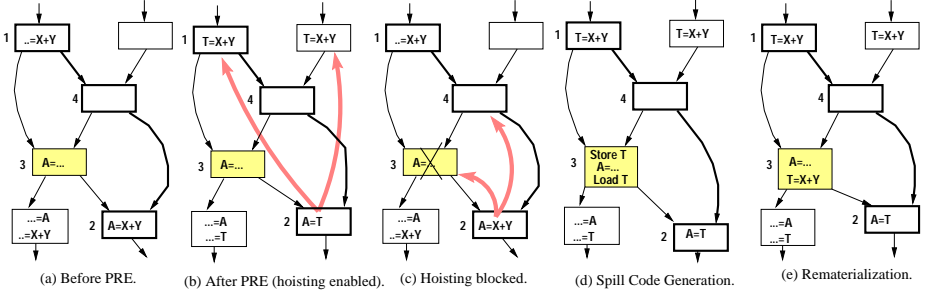 1
..=X+Y
4
3
A=...
...=A
..=X+Y
2
A=X+Y
(a) Before PRE.
1
T=X+Y
T=X+Y
4
3
A=...
...=A
...=T
2
A=T
(b) After PRE (hoisting enabled).
1
..=X+Y
4
3
A=...
...=A
..=X+Y
2
A=X+Y
(c) Hoisting blocked.
1
T=X+Y
T=X+Y
4
3
Store T
A=...
Load T
...=A
...=T
2
A=T
(d) Spill Code Generation.
1
T=X+Y
T=X+Y
4
3
A=...
T=X+Y
...=A
...=T
2
A=T
(e) Rematerialization.